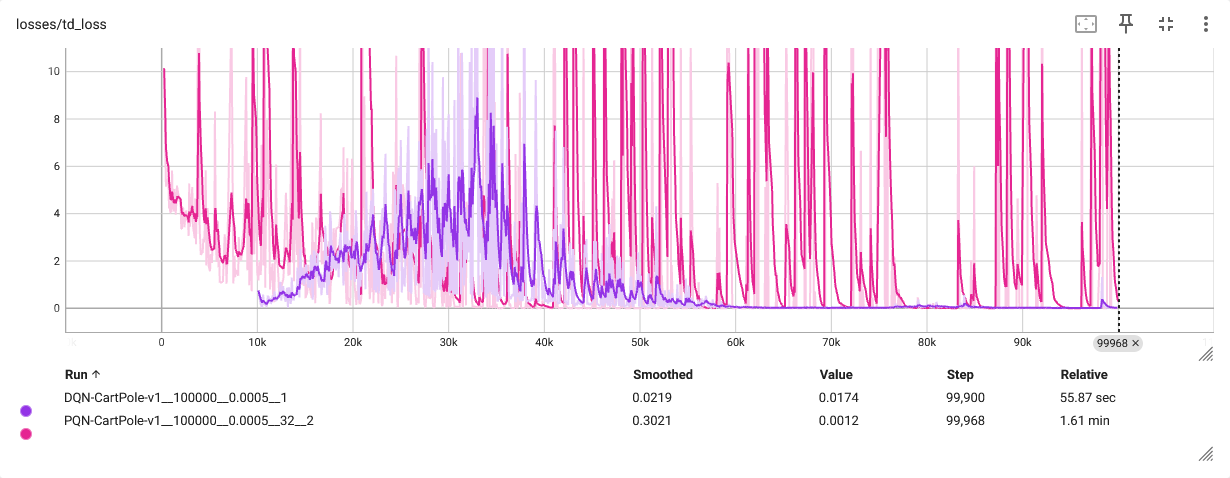 losses/td_loss
10
8
6
4
2
0
0 10k 20k 30k 40k 50k 60k 70k 80k 90k 99968 ×
Run ↑ Smoothed Value Step Relative
DQN-CartPole-v1__100000__0.0005__1 0.0219 0.0174 99,900 55.87 sec
PQN-CartPole-v1__100000__0.0005__32__2 0.3021 0.0012 99,968 1.61 min